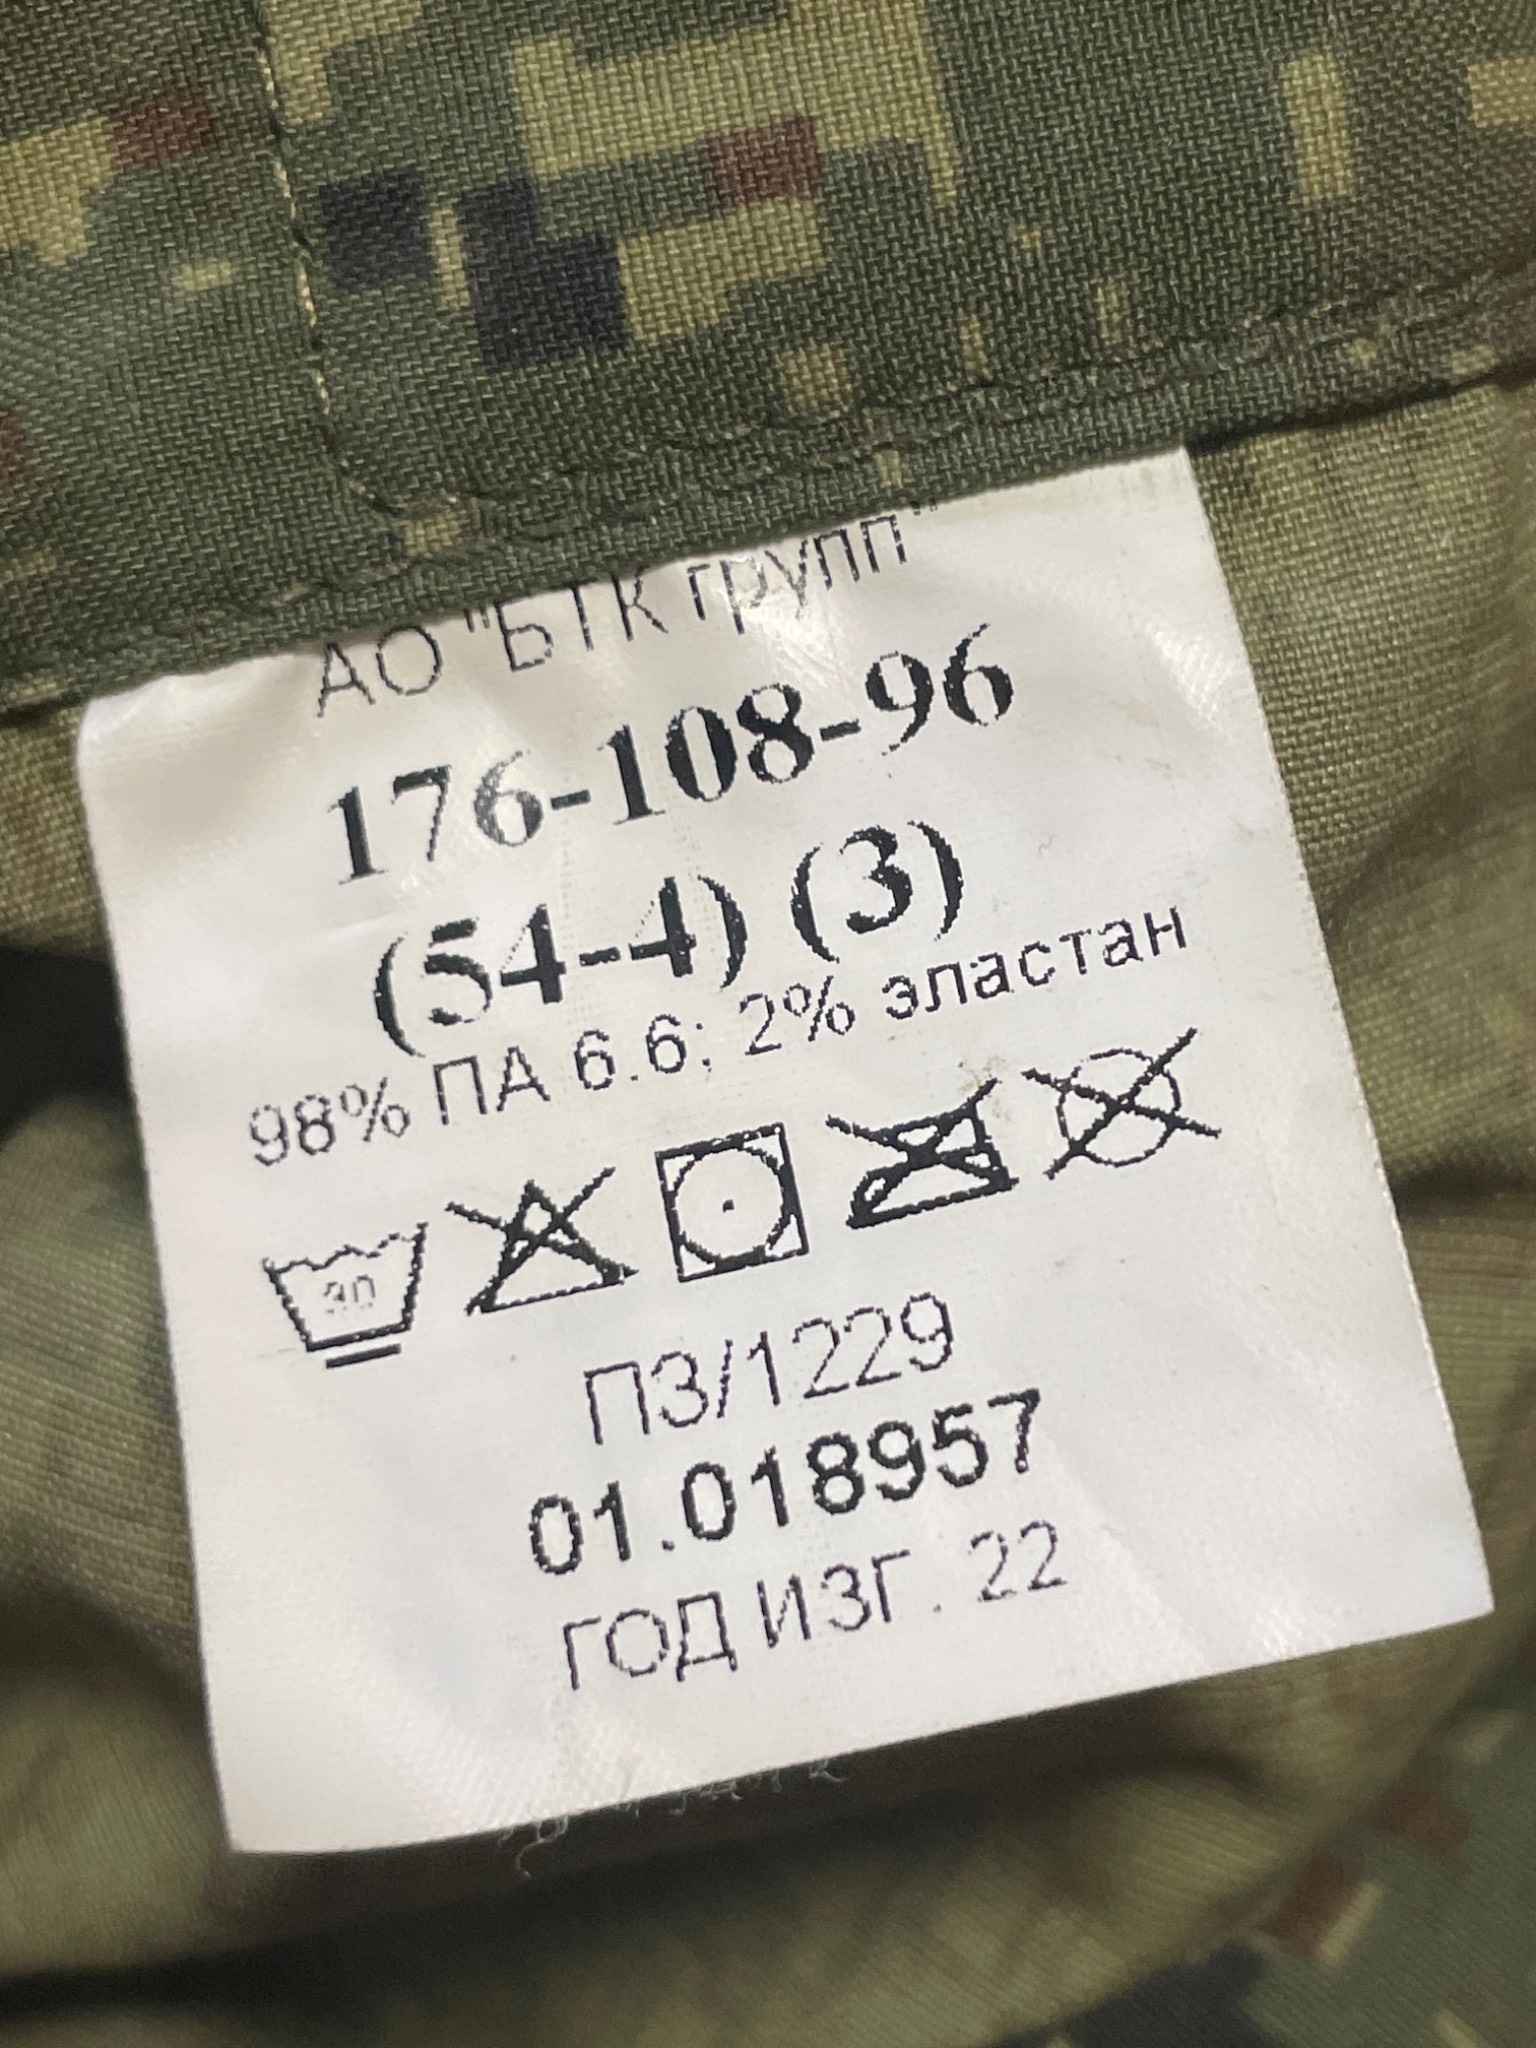 АО "БТК групп"
176-108-96
(54-4) (3)
98% ПА 6.6; 2% эластан
30
ПЗ/1229
01.018957
ГОД ИЗГ. 22